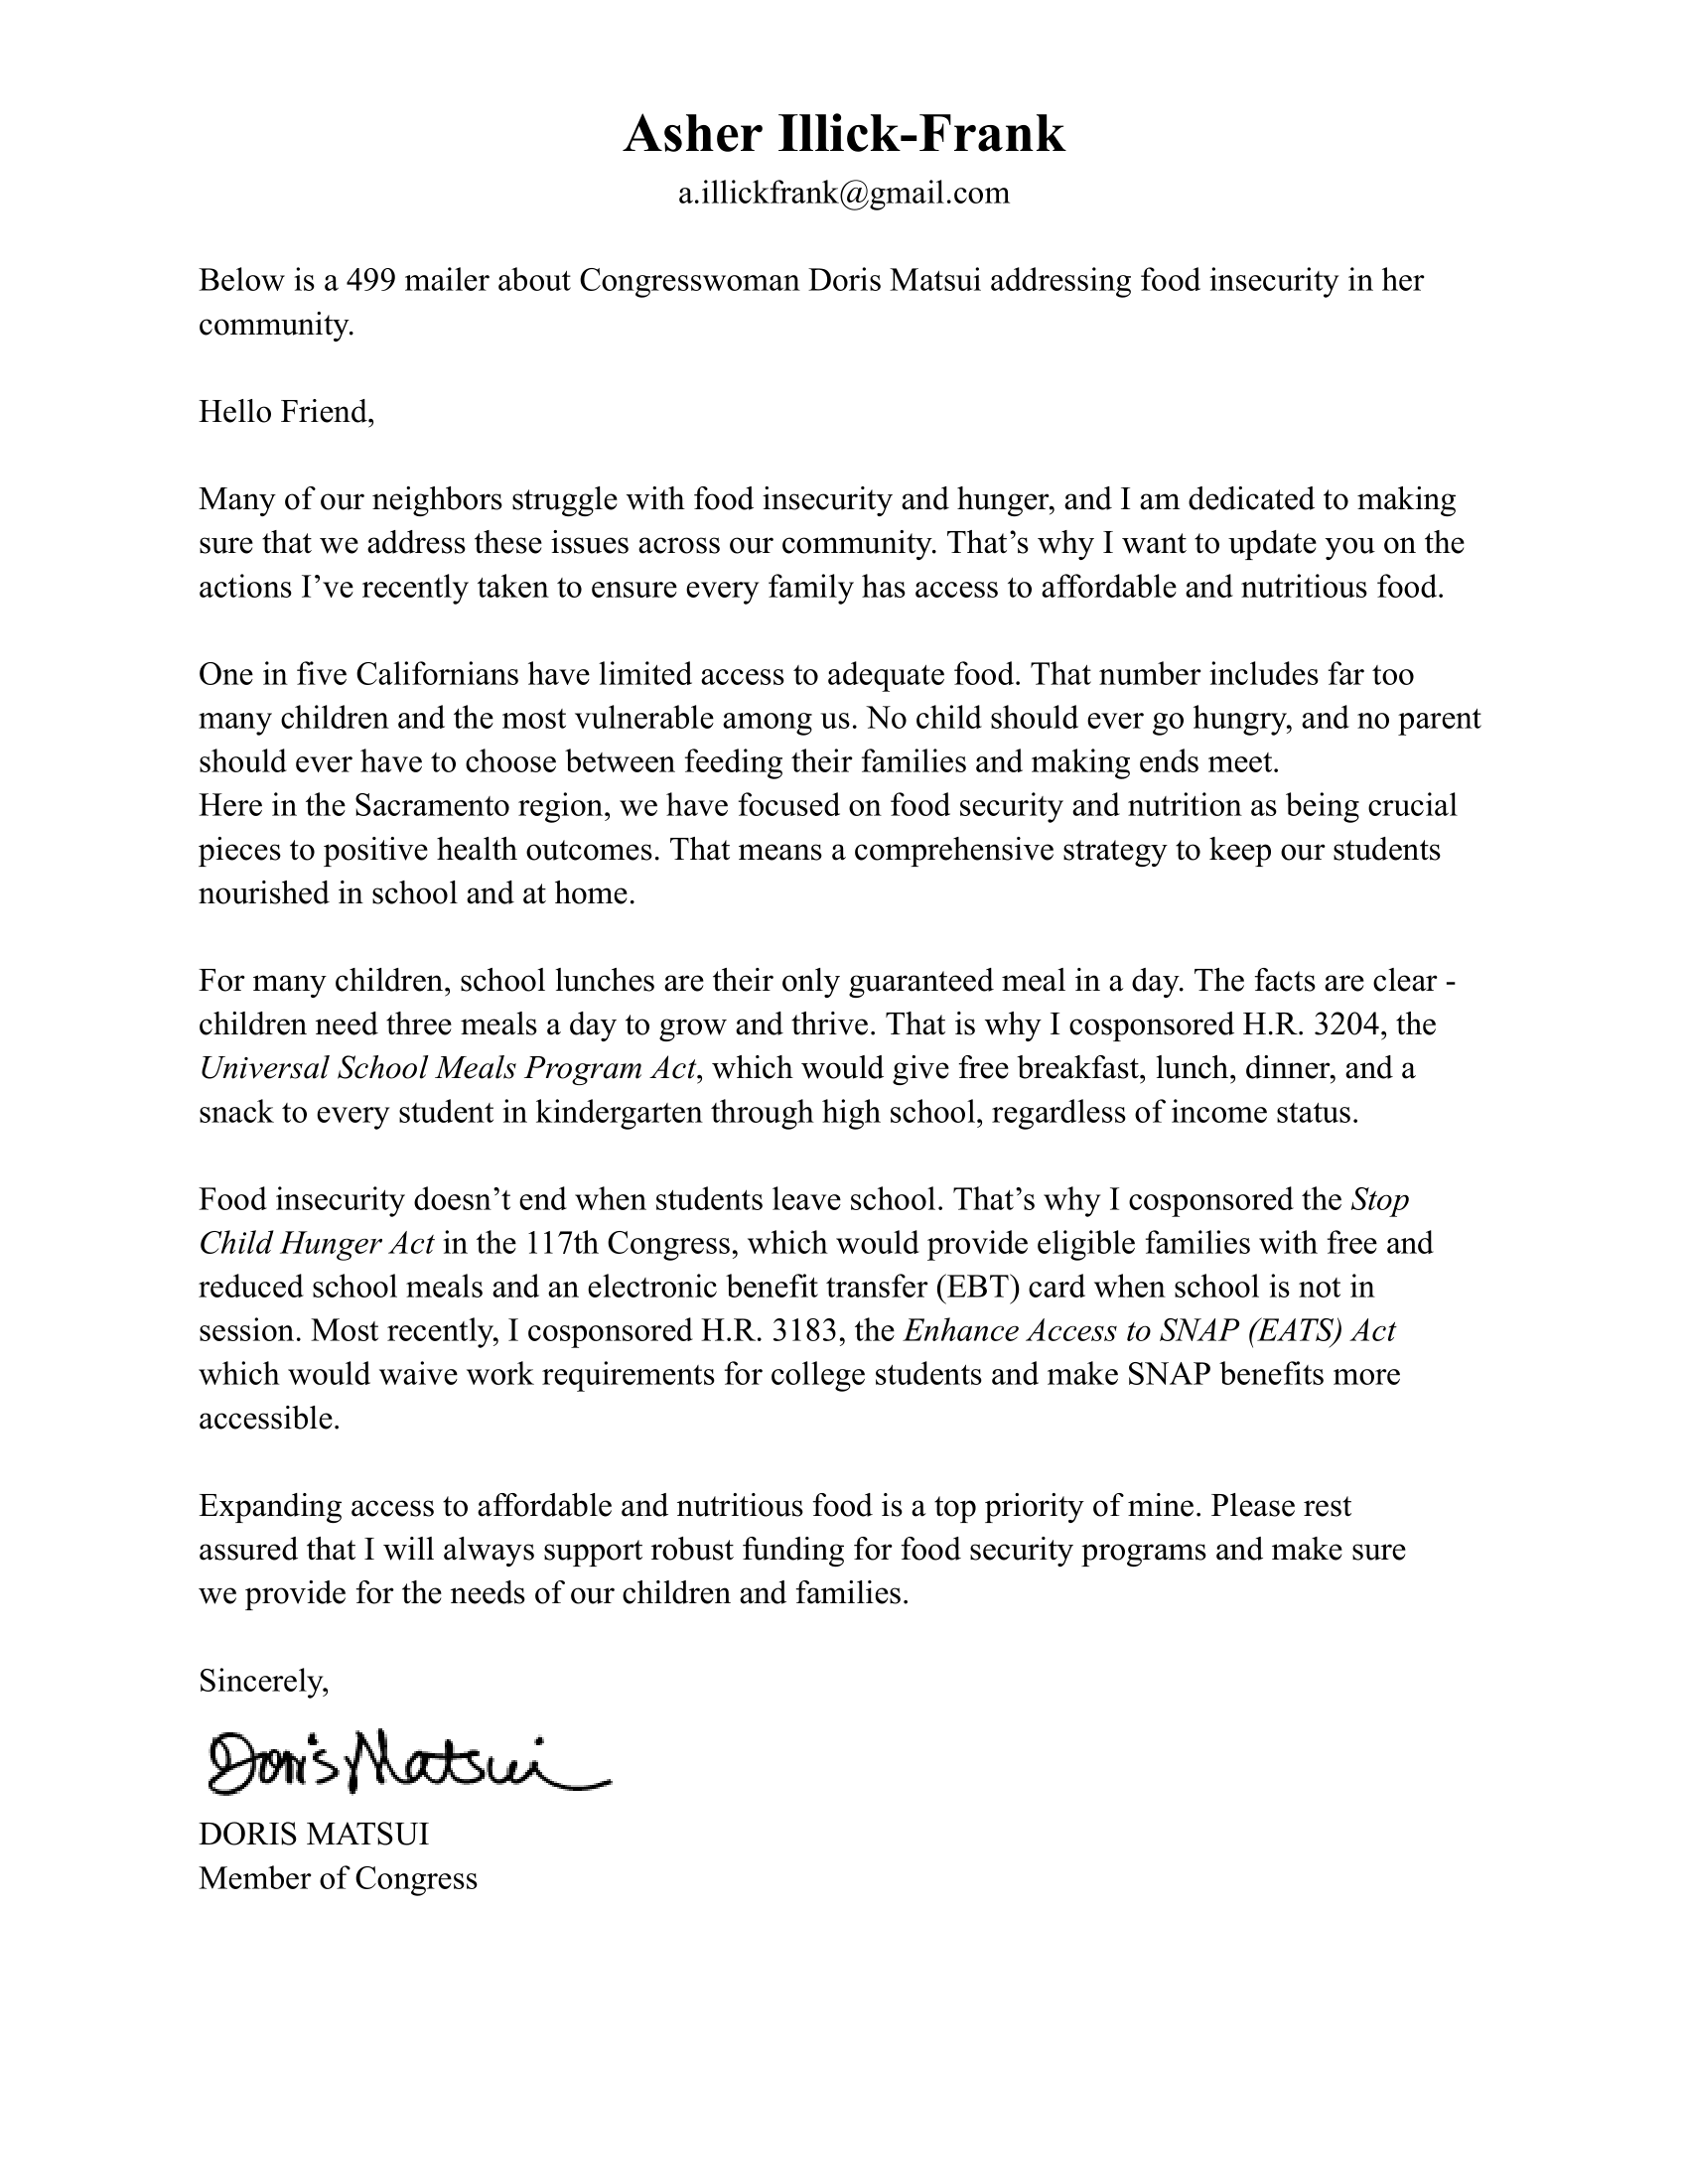 Asher Illick-Frank
a.illickfrank@gmail.com
Below is a 499 mailer about Congresswoman Doris Matsui addressing food insecurity in her
community.
Hello Friend,
Many of our neighbors struggle with food insecurity and hunger, and I am dedicated to making
sure that we address these issues across our community. That’s why I want to update you on the
actions I’ve recently taken to ensure every family has access to affordable and nutritious food.
One in five Californians have limited access to adequate food. That number includes far too
many children and the most vulnerable among us. No child should ever go hungry, and no parent
should ever have to choose between feeding their families and making ends meet.
Here in the Sacramento region, we have focused on food security and nutrition as being crucial
pieces to positive health outcomes. That means a comprehensive strategy to keep our students
nourished in school and at home.
For many children, school lunches are their only guaranteed meal in a day. The facts are clear -
children need three meals a day to grow and thrive. That is why I cosponsored H.R. 3204, the
Universal School Meals Program Act, which would give free breakfast, lunch, dinner, and a
snack to every student in kindergarten through high school, regardless of income status.
Food insecurity doesn’t end when students leave school. That’s why I cosponsored the Stop
Child Hunger Act in the 117th Congress, which would provide eligible families with free and
reduced school meals and an electronic benefit transfer (EBT) card when school is not in
session. Most recently, I cosponsored H.R. 3183, the Enhance Access to SNAP (EATS) Act
which would waive work requirements for college students and make SNAP benefits more
accessible.
Expanding access to affordable and nutritious food is a top priority of mine. Please rest
assured that I will always support robust funding for food security programs and make sure
we provide for the needs of our children and families.
Sincerely,
Doris Matsui
DORIS MATSUI
Member of Congress